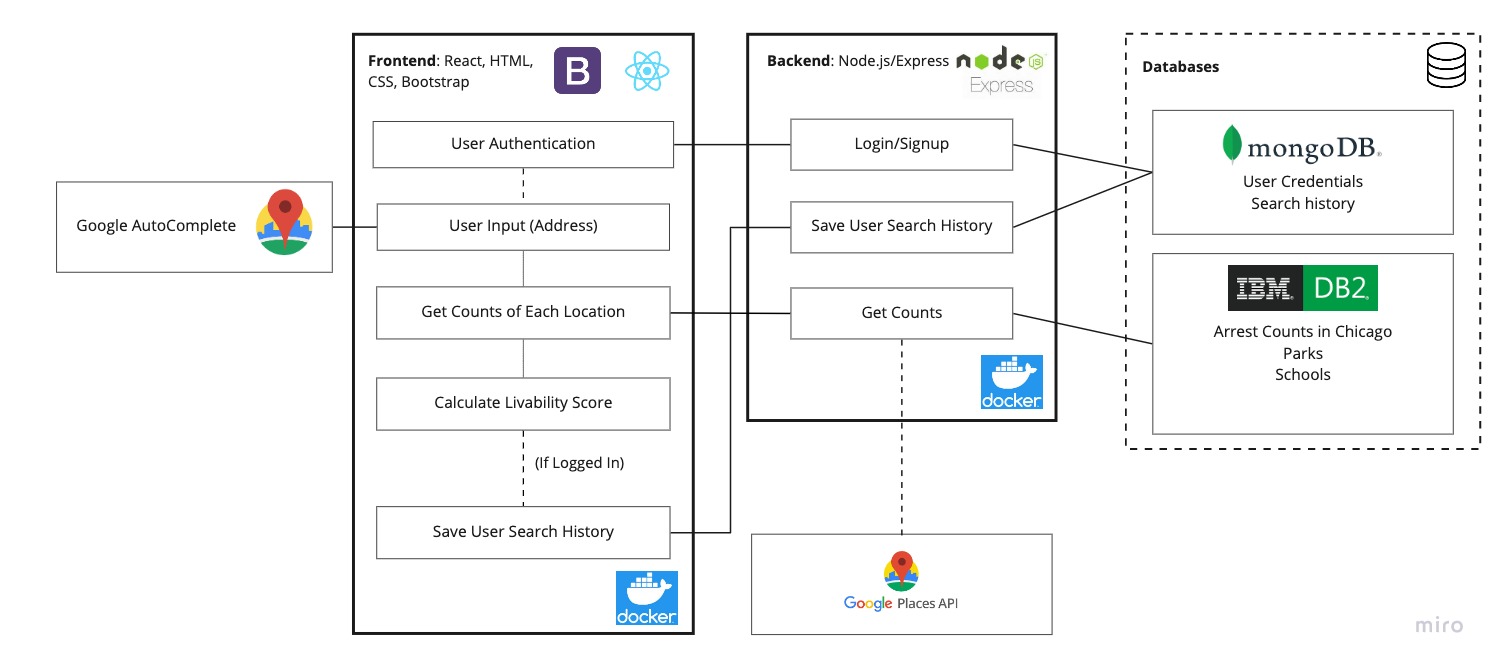 Google AutoComplete
Frontend: React, HTML,
CSS, Bootstrap
B
User Authentication
User Input (Address)
Get Counts of Each Location
Calculate Livability Score
(If Logged In)
Save User Search History
docker
Backend: Node.js/Express
node
JS
Express
Login/Signup
Save User Search History
Get Counts
docker
Google Places API
Databases
mongoDB®
User Credentials
Search history
IBM® DB2®
Arrest Counts in Chicago
Parks
Schools
miro